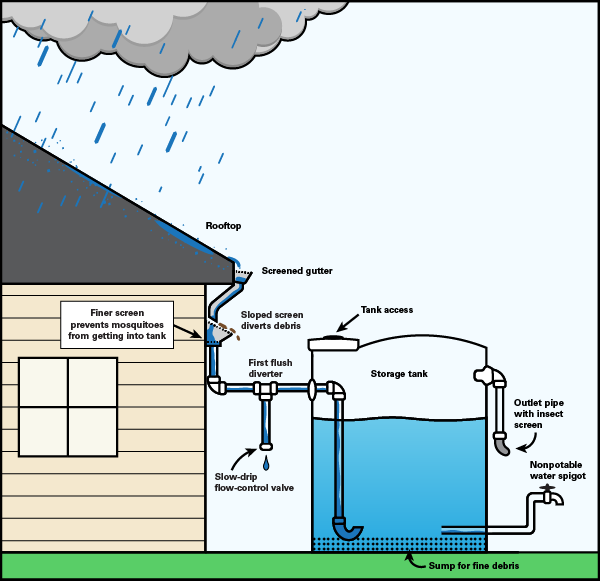 Rooftop
Screened gutter
Finer screen
prevents mosquitoes
from getting into tank
Sloped screen
diverts debris
Tank access
First flush
diverter
Storage tank
Outlet pipe
with insect
screen
Slow-drip
flow-control valve
Nonpotable
water spigot
Sump for fine debris